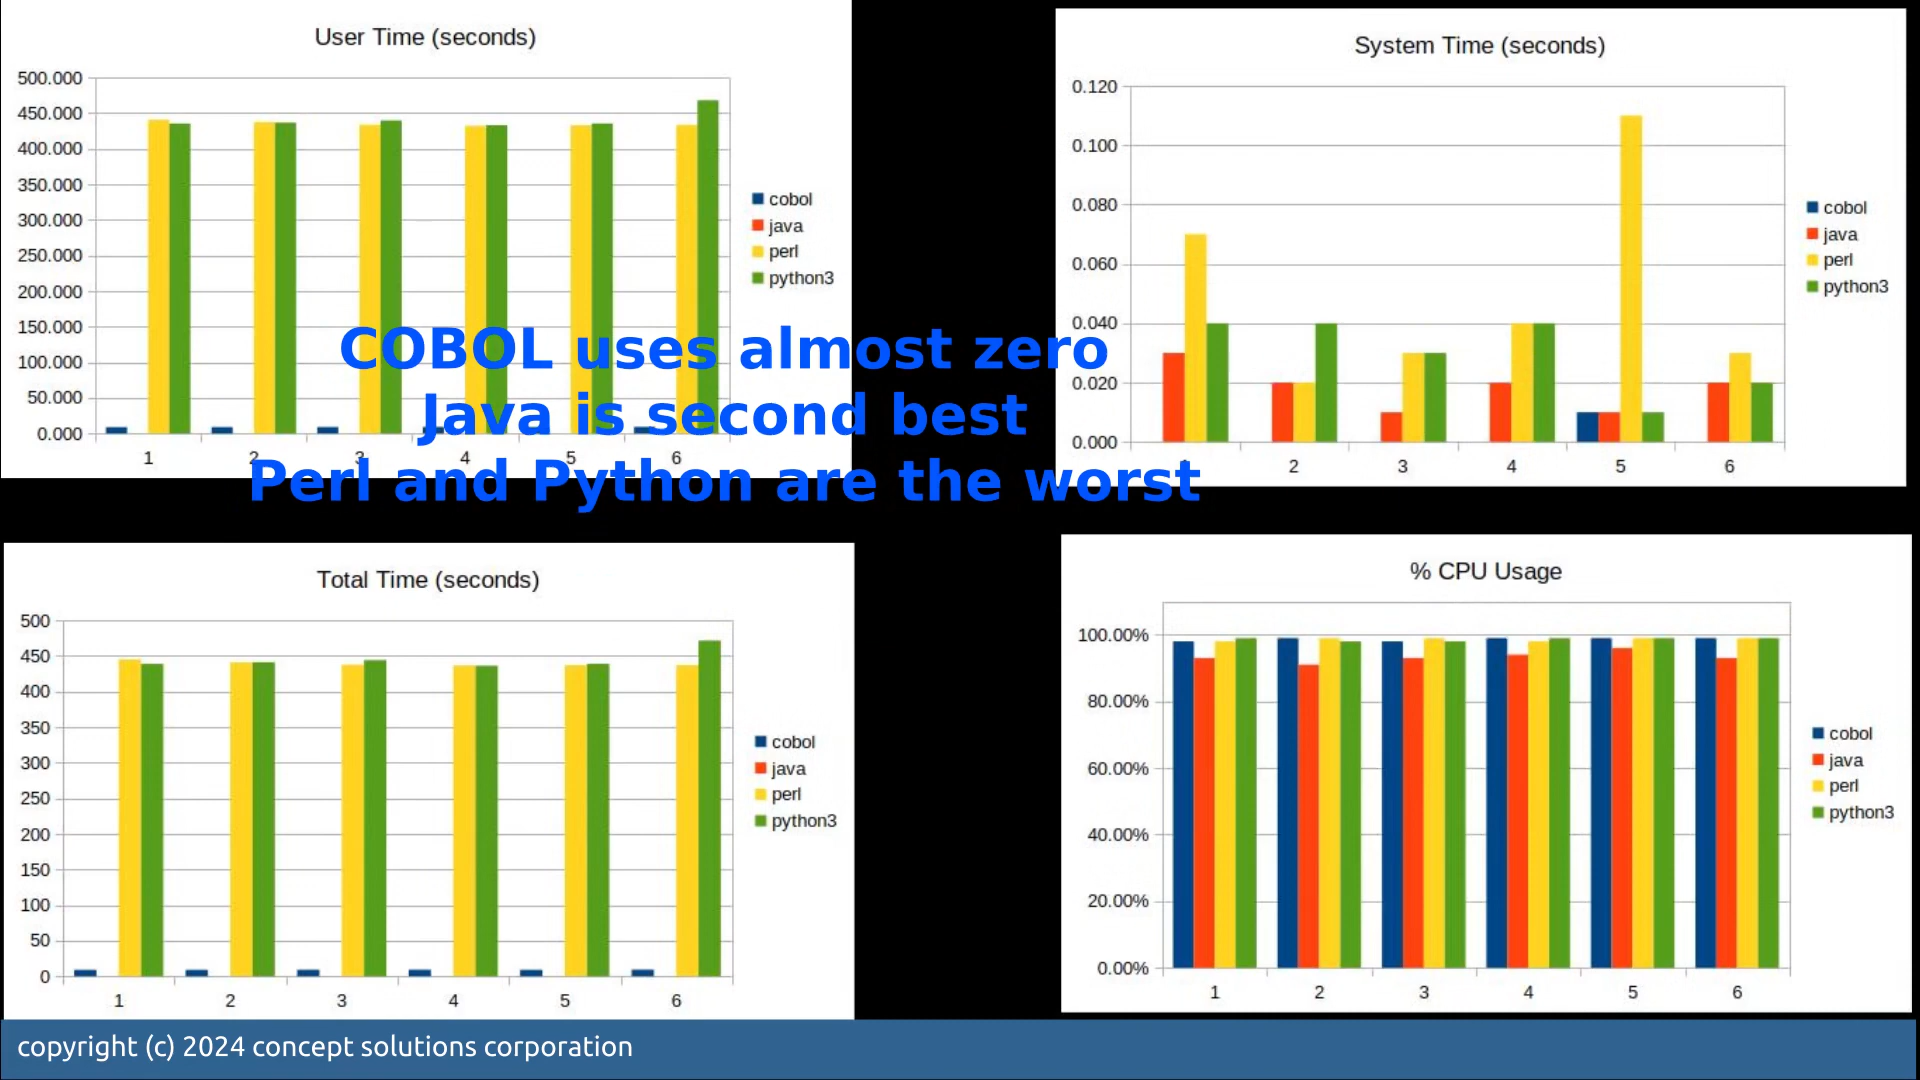 User Time (seconds)
500.000
450.000
400.000
350.000
300.000
250.000
200.000
150.000
100.000
50.000
0.000
1 2 3 4 5 6
cobol
java
perl
python3
System Time (seconds)
0.120
0.100
0.080
0.060
0.040
0.020
0.000
2 3 4 5 6
cobol
java
perl
python3
COBOL uses almost zero
Java is second best
Perl and Python are the worst
Total Time (seconds)
500
450
400
350
300
250
200
150
100
50
0
1 2 3 4 5 6
cobol
java
perl
python3
% CPU Usage
100.00%
80.00%
60.00%
40.00%
20.00%
0.00%
1 2 3 4 5 6
cobol
java
perl
python3
copyright (c) 2024 concept solutions corporation